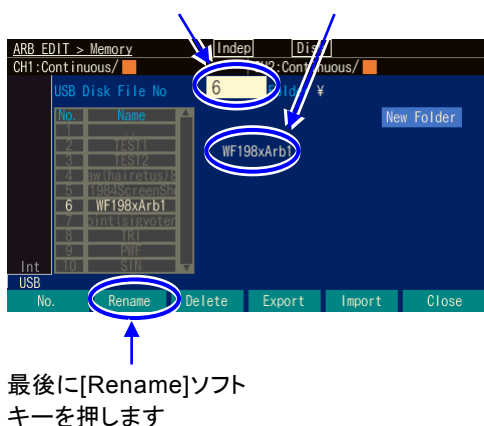 ARB EDIT > Memory Indep Dis
CH1:Continuous/ CH2:Continuous/
USB Disk File No 6 Folder ¥
No. Name New Folder
1 ..
2 TEST1
3 TEST2
4
5 1984ScreenSho
6 WF198xArb1 WF198xArb1
7
8 TRI
9 PWF
Int 10 SIN
USB
No. Rename Delete Export Import Close
最後に[Rename]ソフト
キーを押します